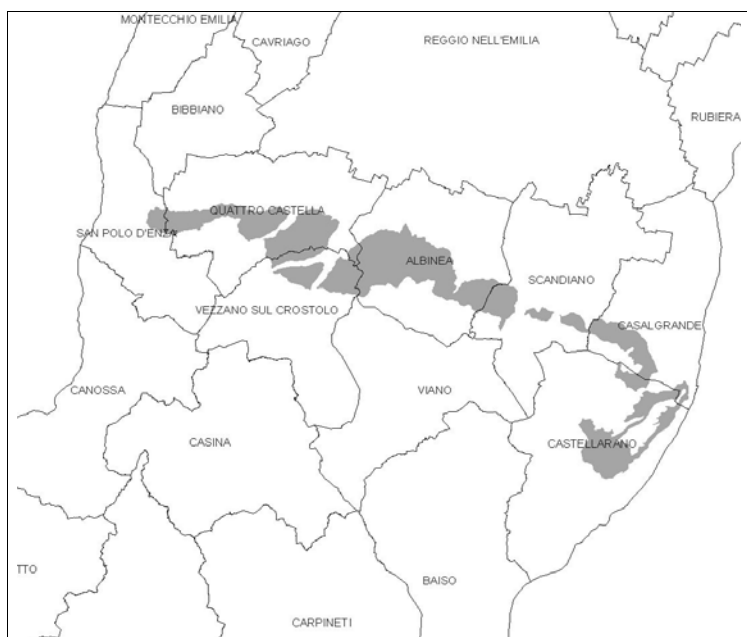 MONTECCHIO EMILIA
CAVRIAGO
REGGIO NELL'EMILIA
BIBBIANO
RUBIERA
QUATTRO CASTELLA
SAN POLO D'ENZA
ALBINEA
SCANDIANO
VEZZANO SUL CROSTOLO
CASALGRANDE
CANOSSA
VIANO
CASINA
CASTELLARANO
TTO
BAISO
CARPINETI